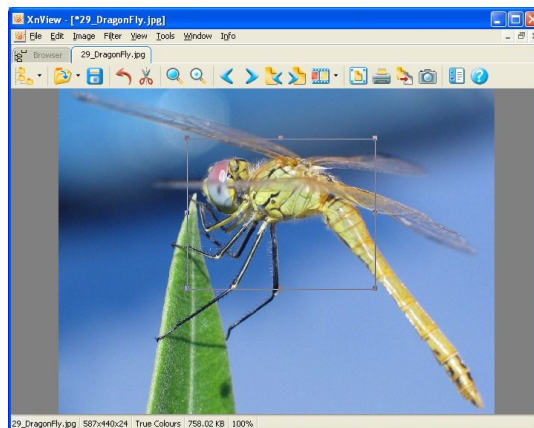 XnView - [*29_DragonFly.jpg]
File Edit Image Filter View Tools Window Info
Browser 29_DragonFly.jpg
29_DragonFly.jpg 587x440x24 True Colours 758.02 KB 100%